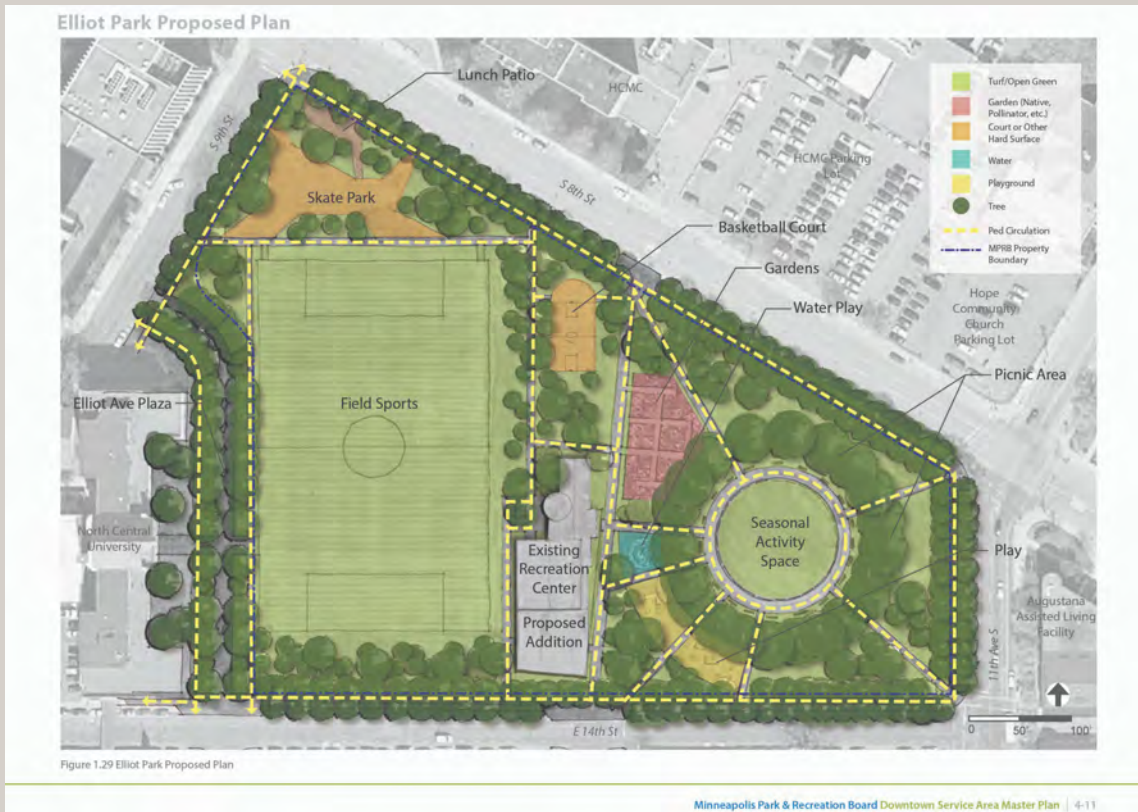 Elliot Park Proposed Plan
Lunch Patio
HCMC
S 9th St
Skate Park
S 8th St
HCMC Parking
Lot
Turf/Open Green
Garden (Native,
Pollinator, etc.)
Court or Other
Hard Surface
Water
Playground
Tree
Ped Circulation
MPRB Property
Boundary
Basketball Court
Gardens
Water Play
Hope
Community
Church
Parking Lot
Picnic Area
Elliot Ave Plaza
Field Sports
North Central
University
Existing
Recreation
Center
Proposed
Addition
Seasonal
Activity
Space
Play
Augustana
Assisted Living
Facility
11th Ave S
E 14th St
0 50' 100'
Figure 1.29 Elliot Park Proposed Plan
Minneapolis Park & Recreation Board Downtown Service Area Master Plan | 4-11